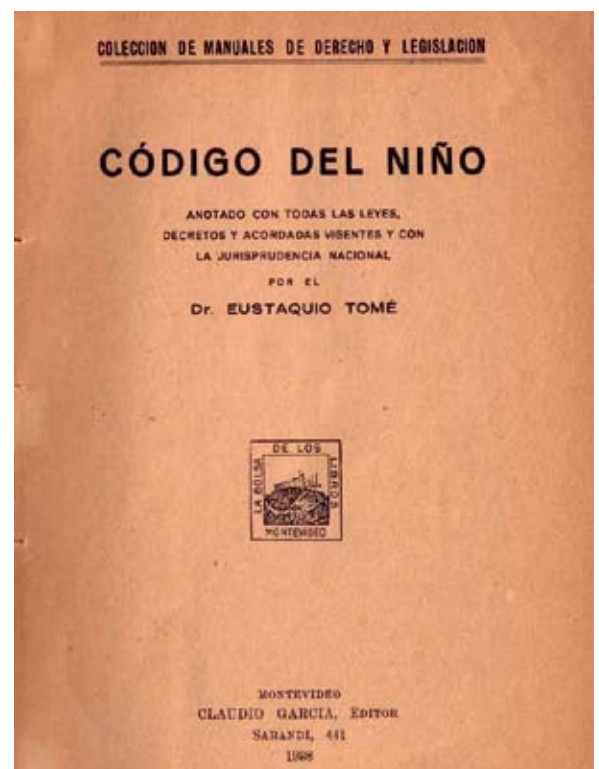 COLECCION DE MANUALES DE DERECHO Y LEGISLACION
CÓDIGO DEL NIÑO
ANOTADO CON TODAS LAS LEYES,
DECRETOS Y ACORDADAS VIGENTES Y CON
LA JURISPRUDENCIA NACIONAL
POR EL
Dr. EUSTAQUIO TOMÉ
DE LOS
LA BOLSA
LIBROS
MONTEVIDEO
MONTEVIDEO
CLAUDIO GARCIA, EDITOR
SARANDI, 441